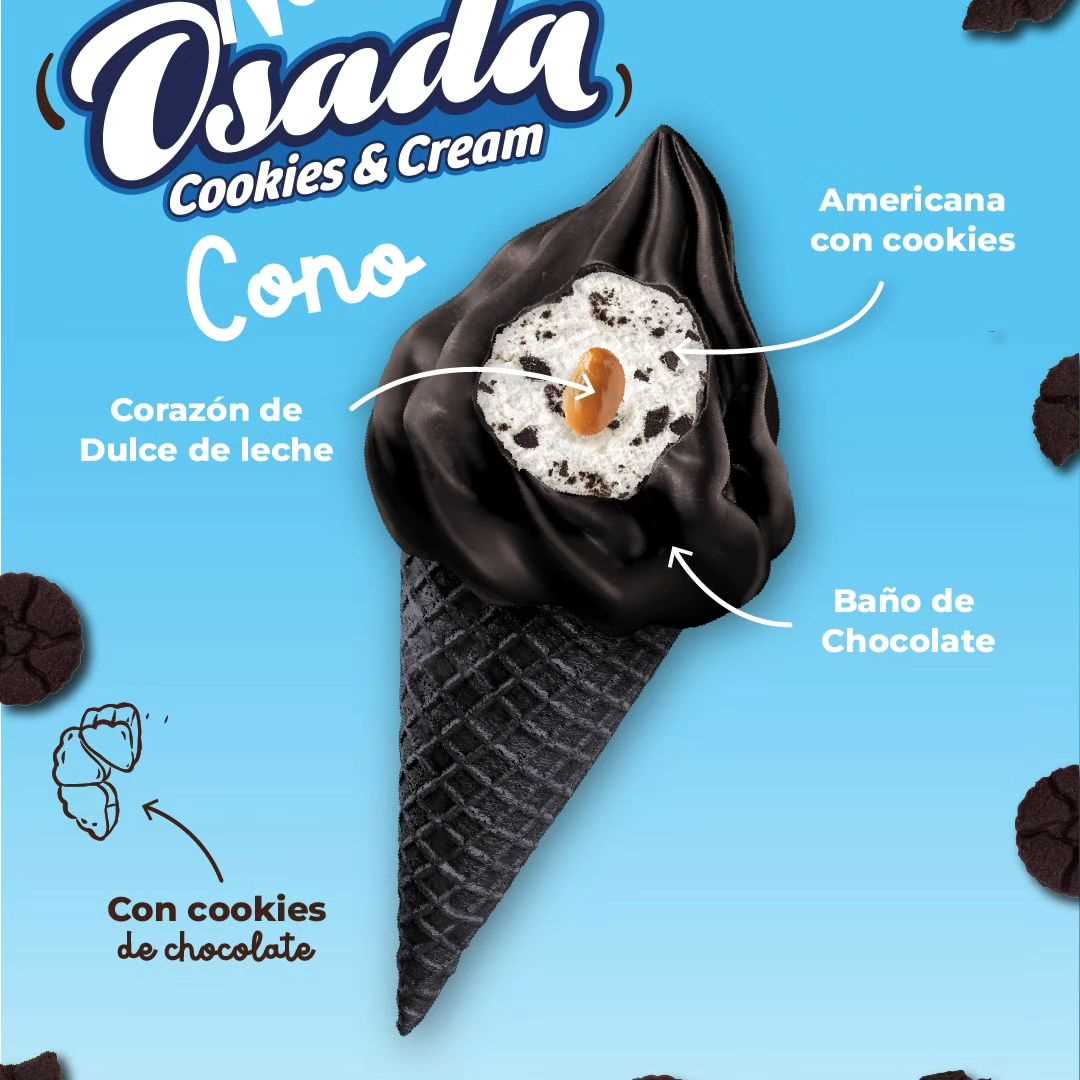 Osada
Cookies & Cream
Cono
Americana
con cookies
Corazón de
Dulce de leche
Baño de
Chocolate
Con cookies
de chocolate